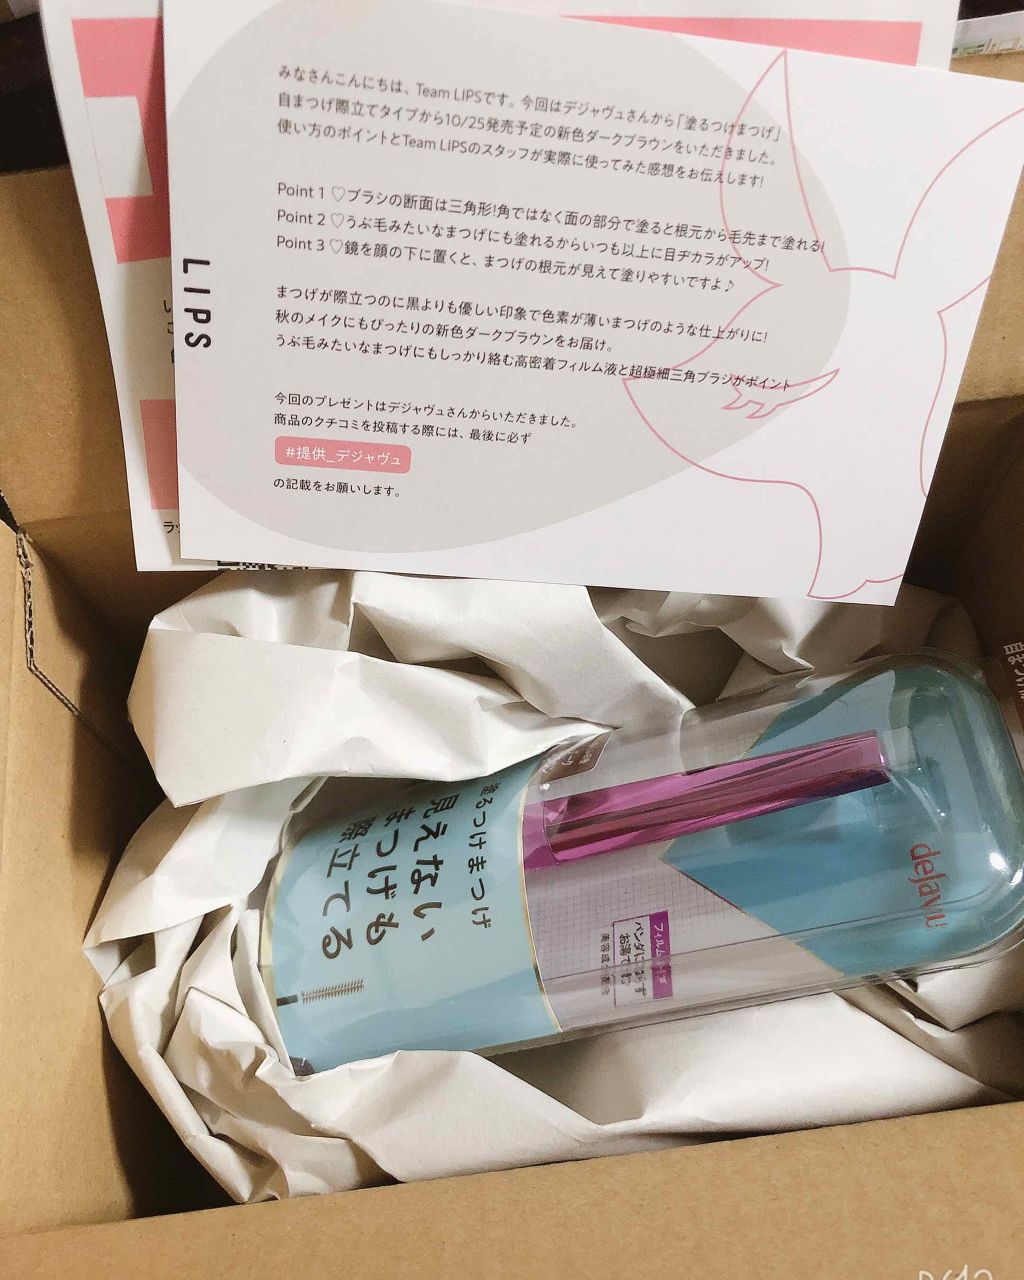 みなさんこんにちは、Team LIPSです。今回はデジャヴュさんから「塗るつけまつげ」
自まつげ際立てタイプから10/25発売予定の新色ダークブラウンをいただきました。
使い方のポイントとTeam LIPSのスタッフが実際に使ってみた感想をお伝えします!
Point 1 ♡ブラシの断面は三角形!角ではなく面の部分で塗ると根元から毛先まで塗れる!
Point 2 ♡うぶ毛みたいなまつげにも塗れるからいつも以上に目ヂカラがアップ!
Point 3 ♡鏡を顔の下に置くと、まつげの根元が見えて塗りやすいですよ♪
まつげが際立つのに黒よりも優しい印象で色素が薄いまつげのような仕上がりに!
秋のメイクにもぴったりの新色ダークブラウンをお届け。
うぶ毛みたいなまつげにもしっかり絡む高密着フィルム液と超極細三角ブラシがポイント
今回のプレゼントはデジャヴュさんからいただきました。
商品のクチコミを投稿する際には、最後に必ず
#提供_デジャヴュ
の記載をお願いします。
LIPS
塗るつけまつげ
見えない
まつげも
際立てる
dejavu
フィルム